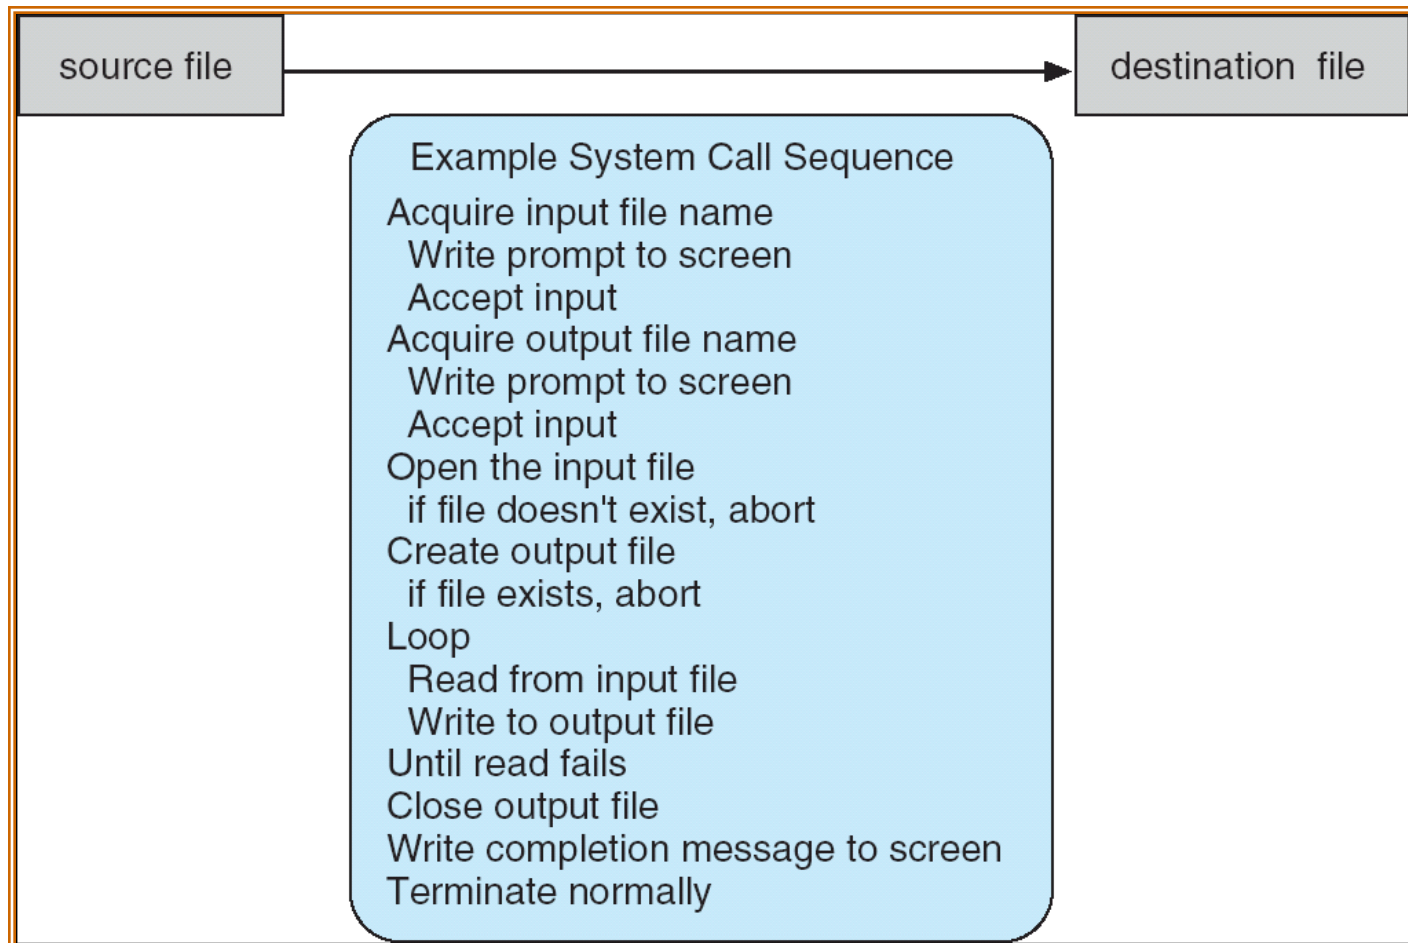 source file
destination file
Example System Call Sequence
Acquire input file name
Write prompt to screen
Accept input
Acquire output file name
Write prompt to screen
Accept input
Open the input file
if file doesn't exist, abort
Create output file
if file exists, abort
Loop
Read from input file
Write to output file
Until read fails
Close output file
Write completion message to screen
Terminate normally